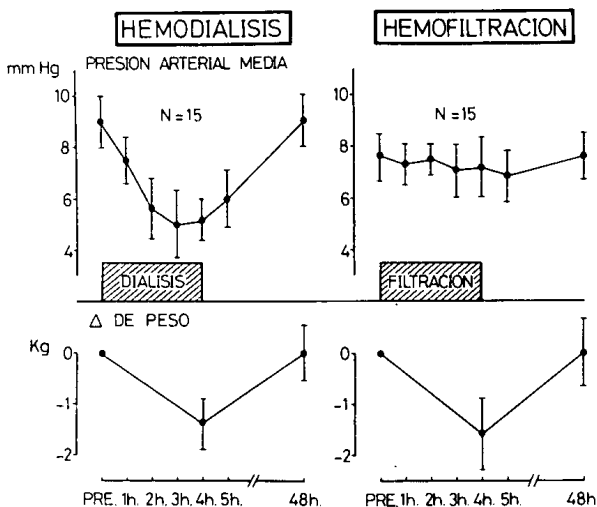 HEMODIALISIS HEMOFILTRACION
mm Hg PRESION ARTERIAL MEDIA
10 10
N = 15 N = 15
8 8
6 6
4 4
DIALISIS FILTRACION
Δ DE PESO
Kg
0 0
-1 -1
-2 -2
PRE. 1h. 2h. 3h. 4h. 5h. 48h. PRE. 1h. 2h. 3h. 4h. 5h. 48h.